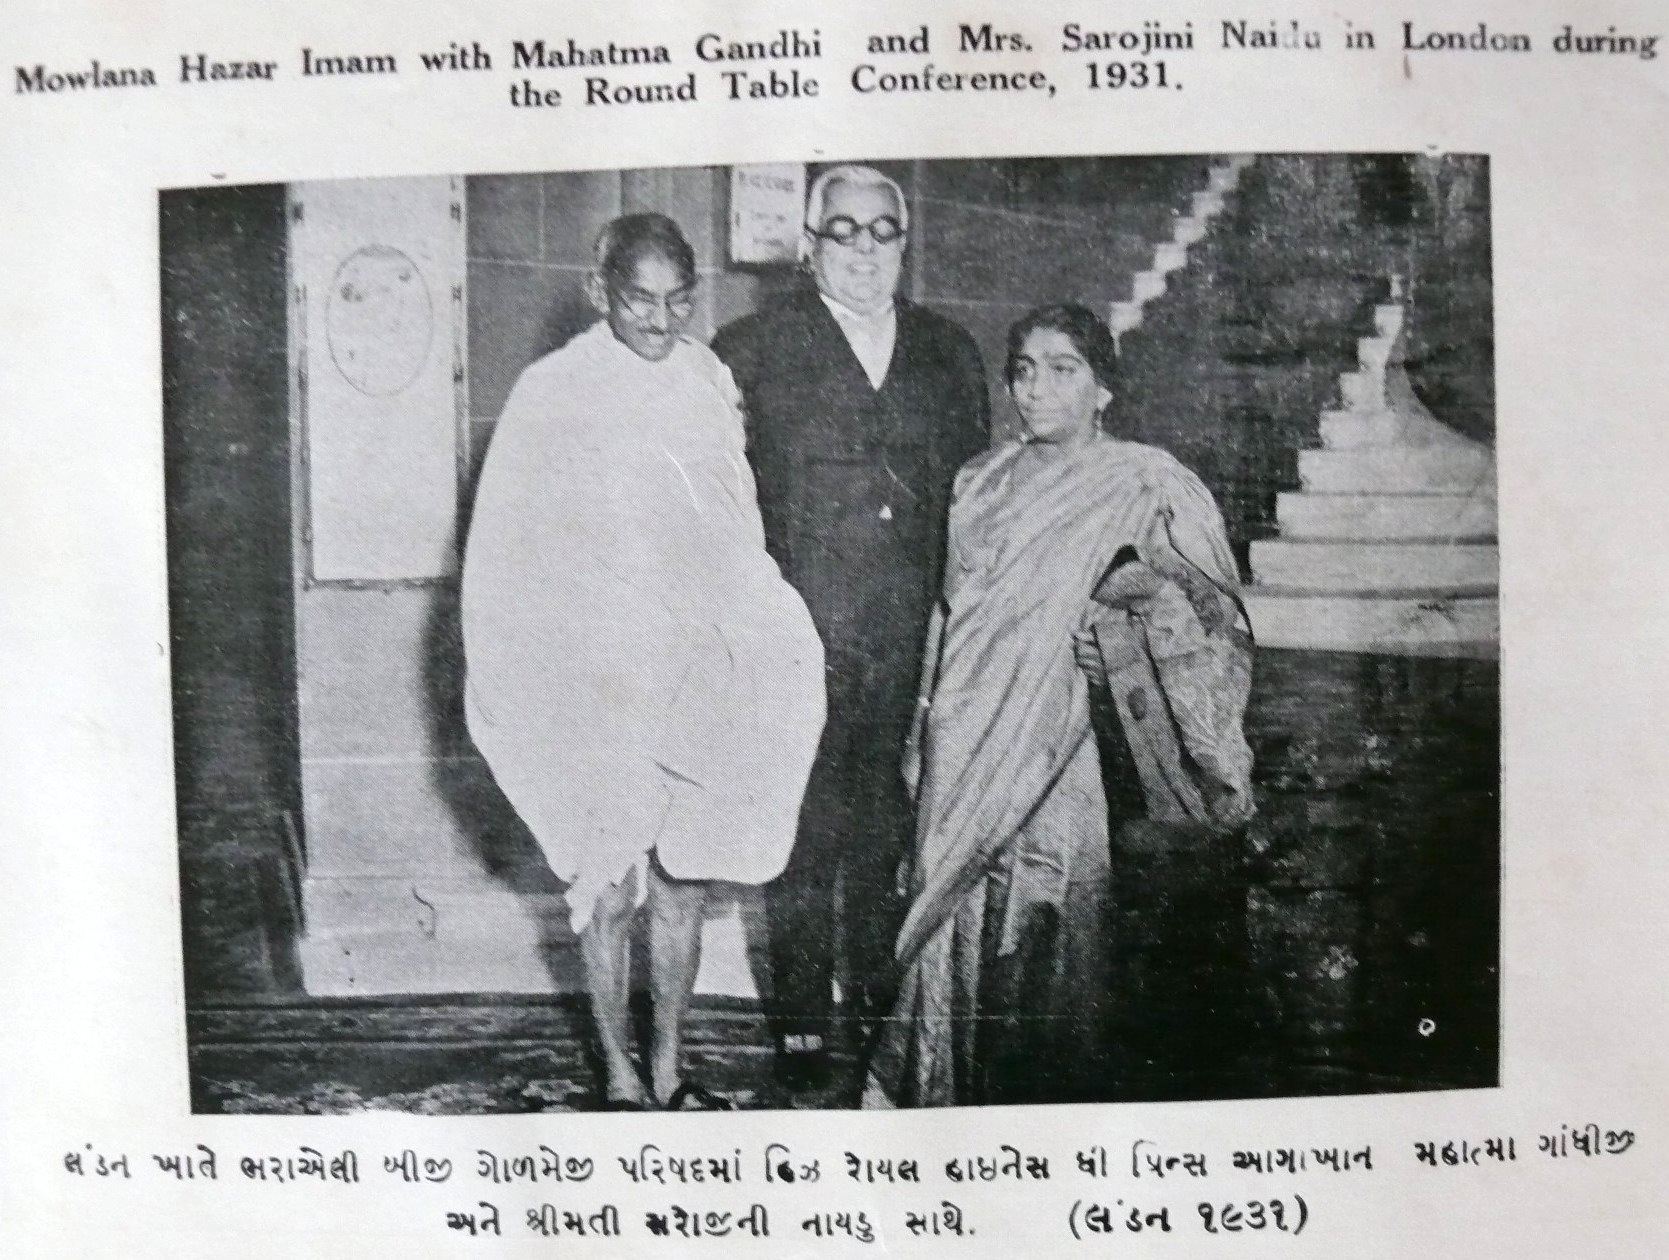 Mowlana Hazar Imam with Mahatma Gandhi and Mrs. Sarojini Naidu in London during
the Round Table Conference, 1931.
લંડન ખાતે ભરાએલી બીજી ગોળમેજી પરિષદમાં હિઝ રોયલ હાઇનેસ ધી પ્રિન્સ આગાખાન મહાત્મા ગાંધીજી
અને શ્રીમતી સરોજીની નાયડુ સાથે. (લંડન ૧૯૩૧)